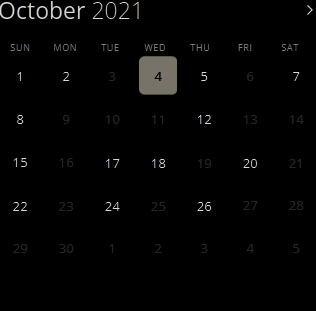 October 2021
SUN MON TUE WED THU FRI SAT
1 2 3 4 5 6 7
8 9 10 11 12 13 14
15 16 17 18 19 20 21
22 23 24 25 26 27 28
29 30 1 2 3 4 5